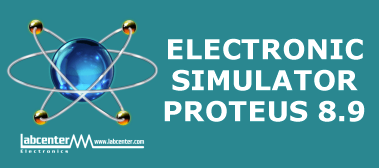 ELECTRONIC
SIMULATOR
PROTEUS 8.9
labcenter www.labcenter.com
Electronics